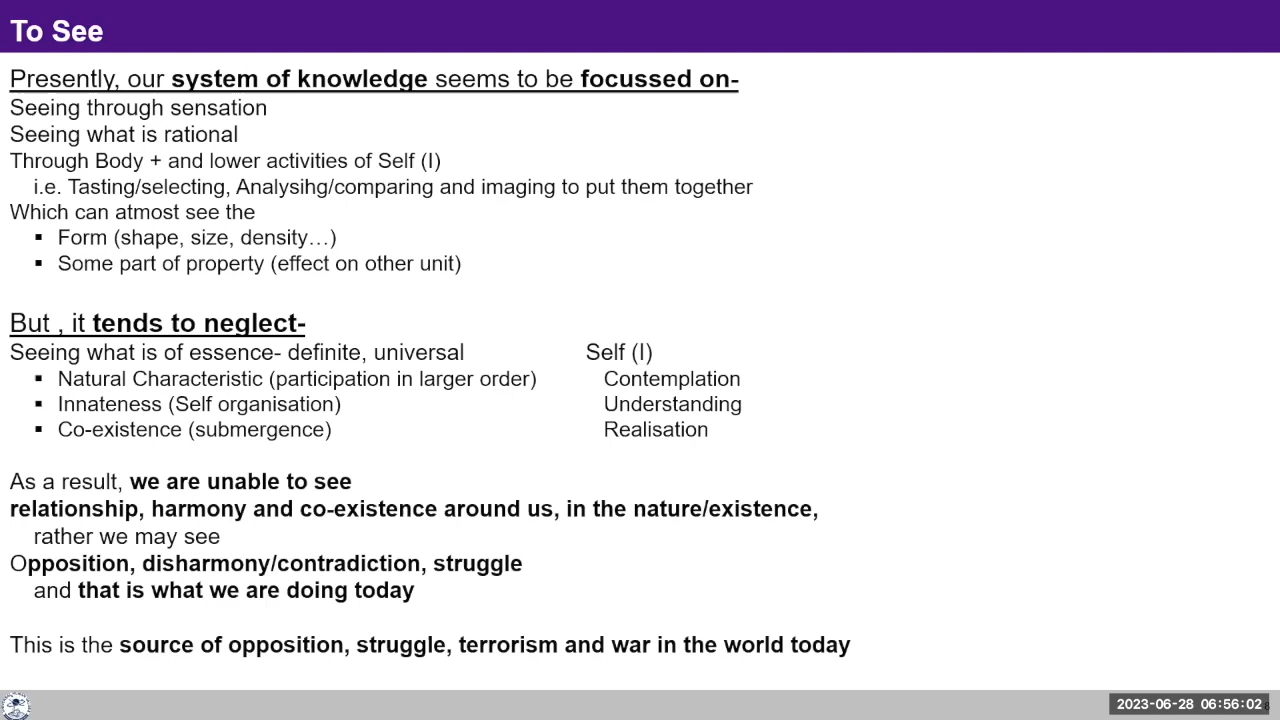 To See
Presently, our system of knowledge seems to be focussed on-
Seeing through sensation
Seeing what is rational
Through Body + and lower activities of Self (I)
i.e. Tasting/selecting, Analysihg/comparing and imaging to put them together
Which can atmost see the
▪ Form (shape, size, density…)
▪ Some part of property (effect on other unit)
But , it tends to neglect-
Seeing what is of essence- definite, universal Self (I)
▪ Natural Characteristic (participation in larger order) Contemplation
▪ Innateness (Self organisation) Understanding
▪ Co-existence (submergence) Realisation
As a result, we are unable to see
relationship, harmony and co-existence around us, in the nature/existence,
rather we may see
Opposition, disharmony/contradiction, struggle
and that is what we are doing today
This is the source of opposition, struggle, terrorism and war in the world today
2023-06-28 06:56:02